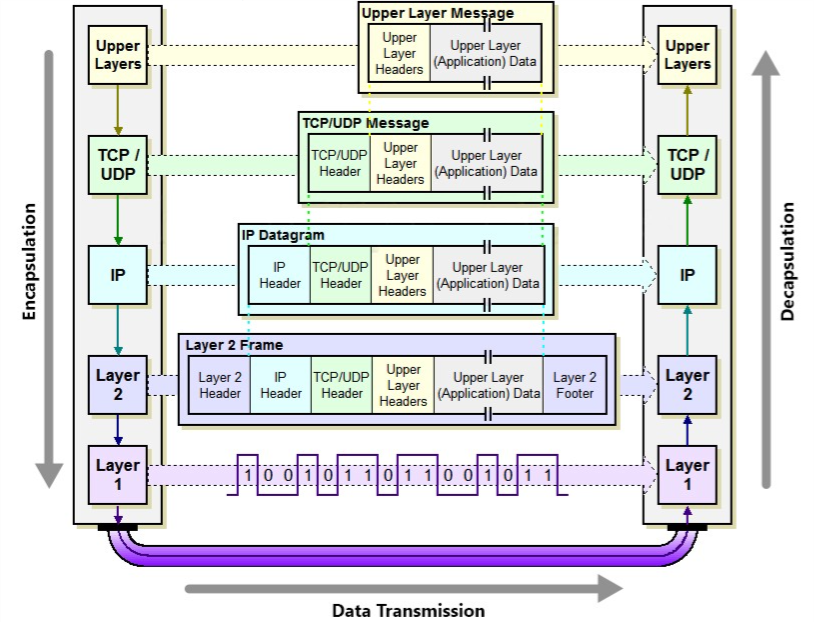 Upper Layer Message
Upper
Layers
Upper
Layer
Headers
Upper Layer
(Application) Data
Upper
Layers
TCP/UDP Message
TCP /
UDP
TCP/UDP
Header
Upper
Layer
Headers
Upper Layer
(Application) Data
TCP /
UDP
Encapsulation
Decapsulation
IP Datagram
IP
IP
Header
TCP/UDP
Header
Upper
Layer
Headers
Upper Layer
(Application) Data
IP
Layer 2 Frame
Layer
2
Layer 2
Header
IP
Header
TCP/UDP
Header
Upper
Layer
Headers
Upper Layer
(Application) Data
Layer 2
Footer
Layer
2
Layer
1
1 0 0 1 0 1 1 0 1 1 0 0 1 0 1 1
Layer
1
Data Transmission